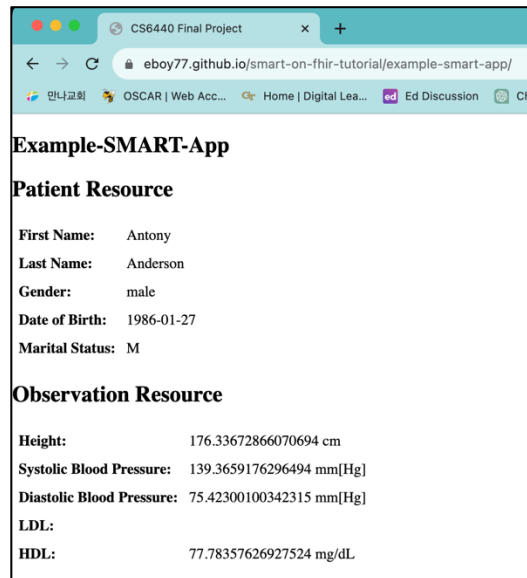 CS6440 Final Project
eboy77.github.io/smart-on-fhir-tutorial/example-smart-app/
만나교회 OSCAR | Web Acc... Home | Digital Lea... ed Ed Discussion Ch
Example-SMART-App
Patient Resource
First Name: Antony
Last Name: Anderson
Gender: male
Date of Birth: 1986-01-27
Marital Status: M
Observation Resource
Height: 176.33672866070694 cm
Systolic Blood Pressure: 139.3659176296494 mm[Hg]
Diastolic Blood Pressure: 75.42300100342315 mm[Hg]
LDL:
HDL: 77.78357626927524 mg/dL